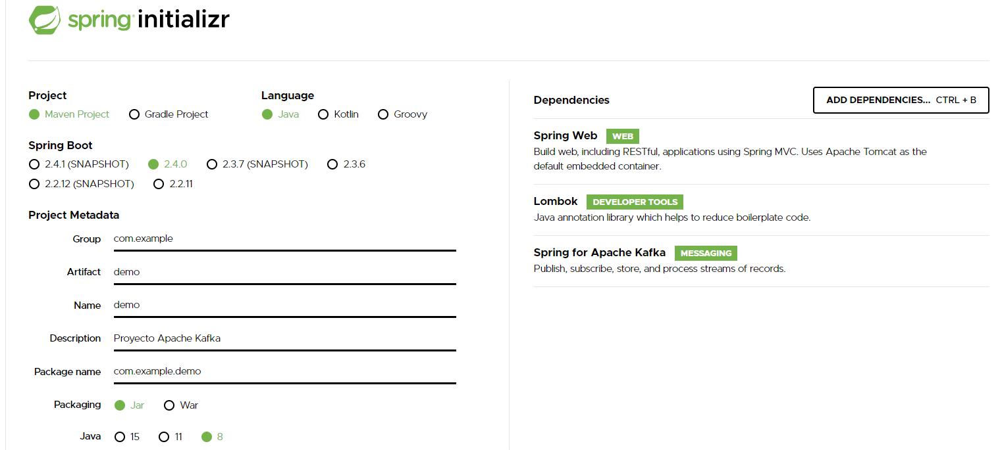 spring initializr
Project
Maven Project Gradle Project
Language
Java Kotlin Groovy
Spring Boot
2.4.1 (SNAPSHOT) 2.4.0 2.3.7 (SNAPSHOT) 2.3.6
2.2.12 (SNAPSHOT) 2.2.11
Project Metadata
Group com.example
Artifact demo
Name demo
Description Proyecto Apache Kafka
Package name com.example.demo
Packaging Jar War
Java 15 11 8
Dependencies
ADD DEPENDENCIES... CTRL + B
Spring Web WEB
Build web, including RESTful, applications using Spring MVC. Uses Apache Tomcat as the
default embedded container.
Lombok DEVELOPER TOOLS
Java annotation library which helps to reduce boilerplate code.
Spring for Apache Kafka MESSAGING
Publish, subscribe, store, and process streams of records.